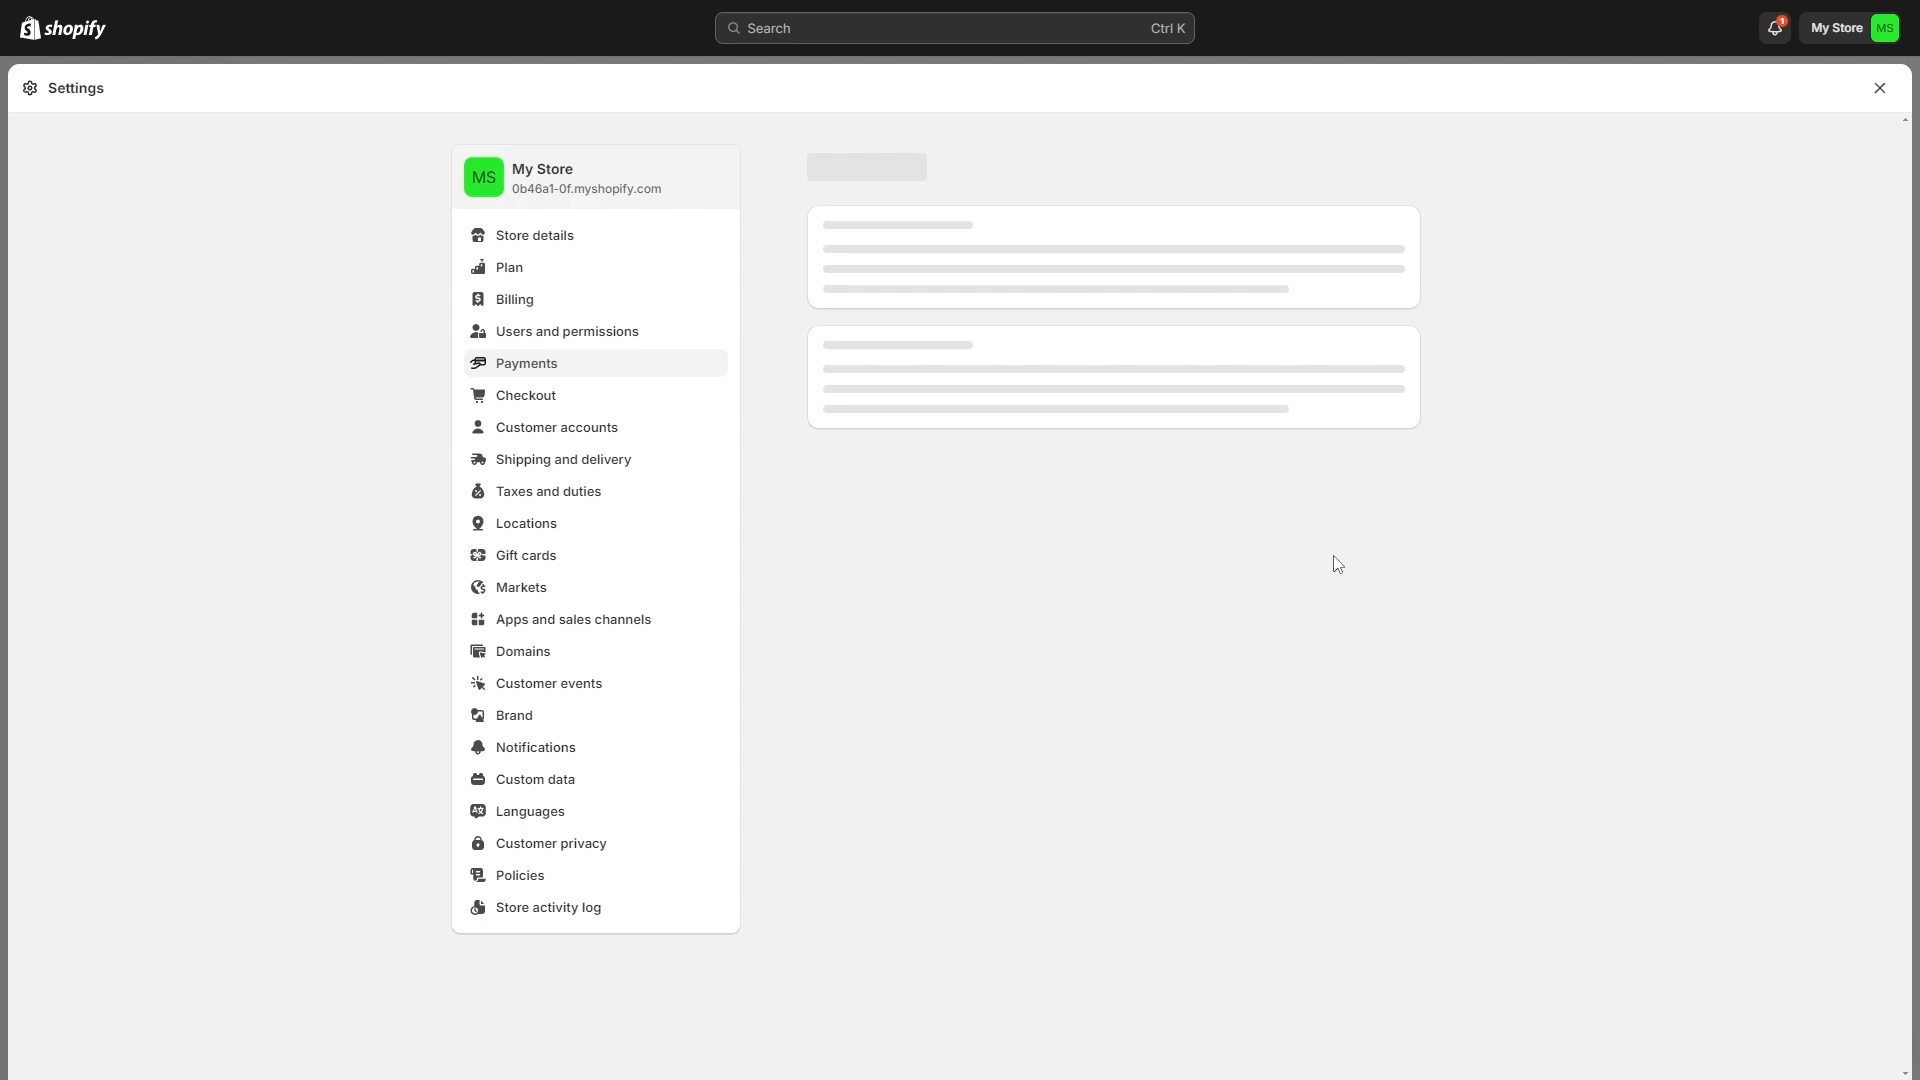 shopify
Search
Ctrl K
1
My Store
MS
Settings
MS
My Store
0b46a1-0f.myshopify.com
Store details
Plan
Billing
Users and permissions
Payments
Checkout
Customer accounts
Shipping and delivery
Taxes and duties
Locations
Gift cards
Markets
Apps and sales channels
Domains
Customer events
Brand
Notifications
Custom data
Languages
Customer privacy
Policies
Store activity log